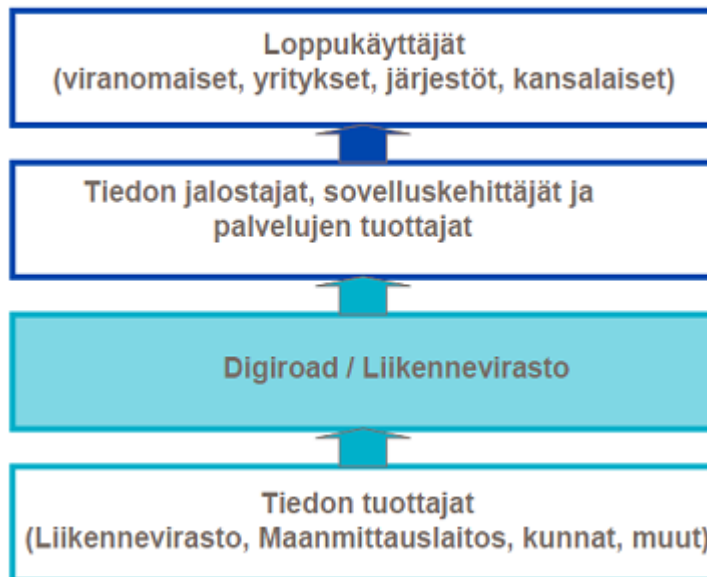 Loppukäyttäjät
(viranomaiset, yritykset, järjestöt, kansalaiset)
Tiedon jalostajat, sovelluskehittäjät ja
palvelujen tuottajat
Digiroad / Liikennevirasto
Tiedon tuottajat
(Liikennevirasto, Maanmittauslaitos, kunnat, muut)